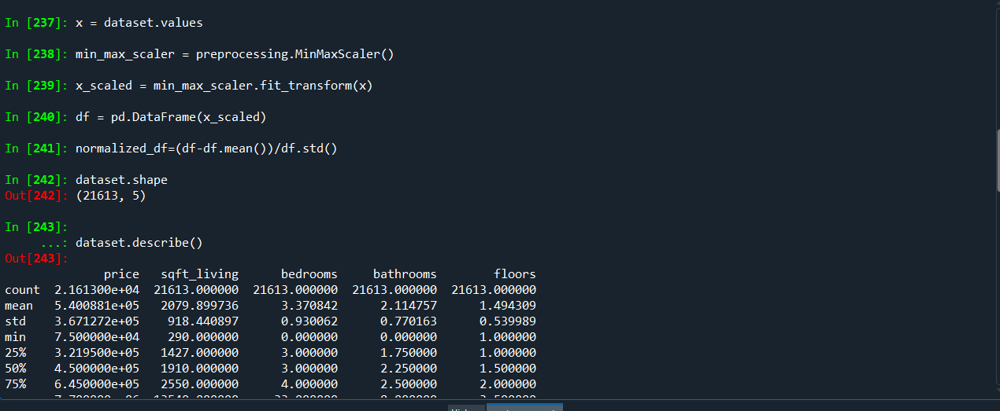 In [237]: x = dataset.values
In [238]: min_max_scaler = preprocessing.MinMaxScaler()
In [239]: x_scaled = min_max_scaler.fit_transform(x)
In [240]: df = pd.DataFrame(x_scaled)
In [241]: normalized_df=(df-df.mean())/df.std()
In [242]: dataset.shape
Out[242]: (21613, 5)
In [243]:
...: dataset.describe()
Out[243]:
price sqft_living bedrooms bathrooms floors
count 2.161300e+04 21613.000000 21613.000000 21613.000000 21613.000000
mean 5.400881e+05 2079.899736 3.370842 2.114757 1.494309
std 3.671272e+05 918.440897 0.930062 0.770163 0.539989
min 7.500000e+04 290.000000 0.000000 0.000000 1.000000
25% 3.219500e+05 1427.000000 3.000000 1.750000 1.000000
50% 4.500000e+05 1910.000000 3.000000 2.250000 1.500000
75% 6.450000e+05 2550.000000 4.000000 2.500000 2.000000